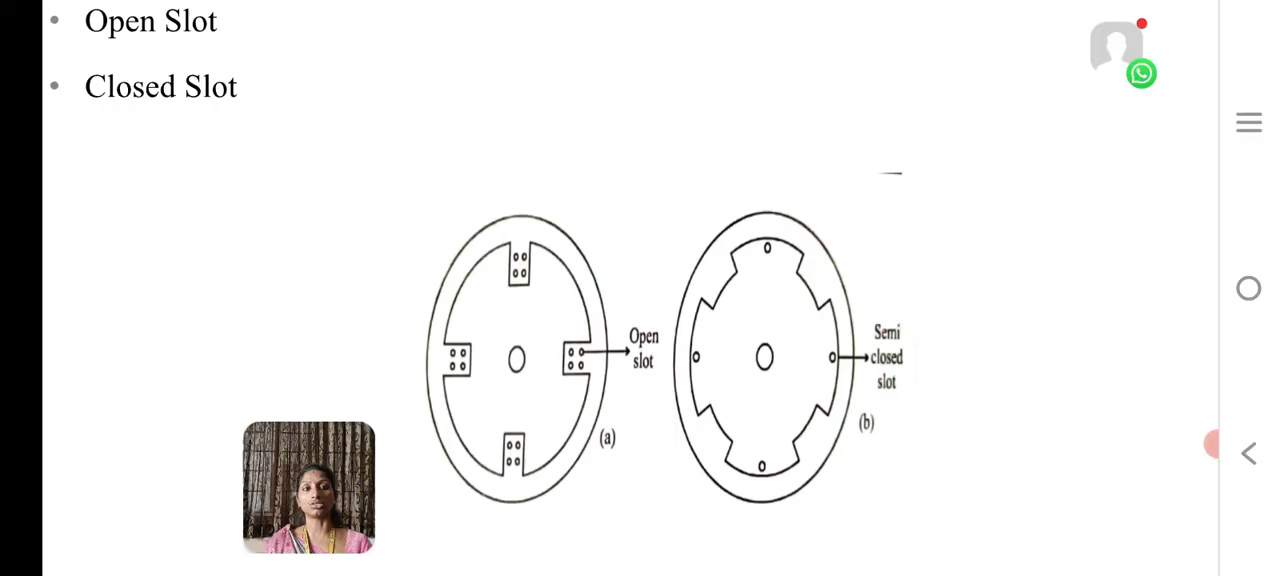 Open Slot
Closed Slot
Open
slot
(a)
Semi
closed
slot
(b)